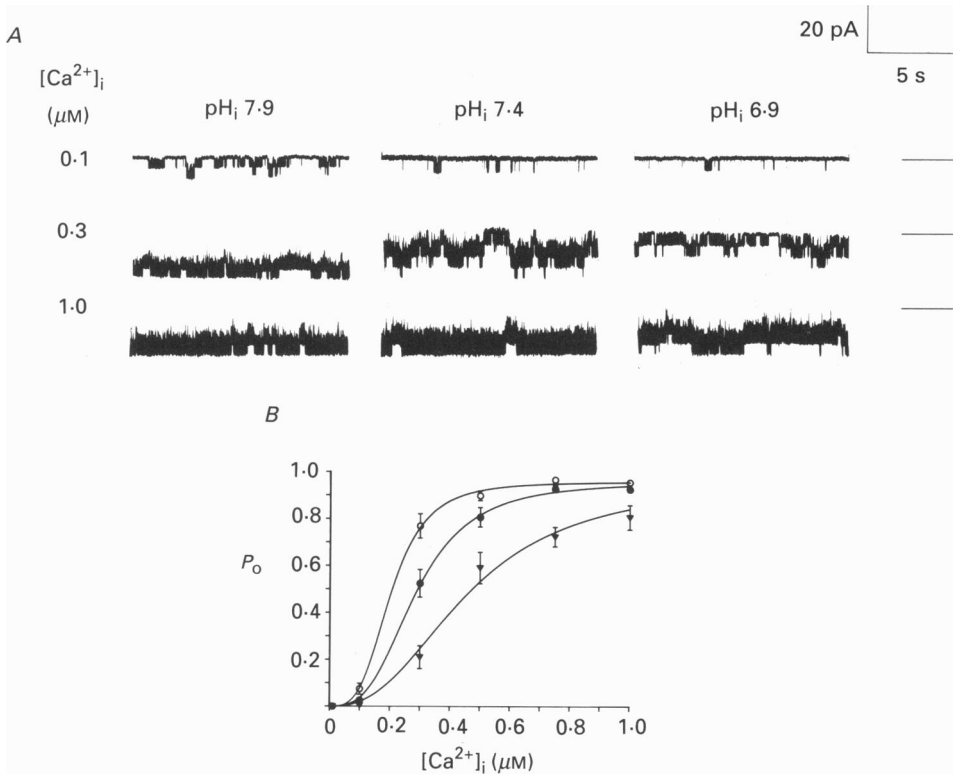 A
20 pA
5 s
[Ca²⁺]ᵢ
(μM)
pHᵢ 7·9
pHᵢ 7·4
pHᵢ 6·9
0·1
0·3
1·0
B
1·0
0·8
0·6
0·4
0·2
Pₒ
0
0·2
0·4
0·6
0·8
1·0
[Ca²⁺]ᵢ (μM)